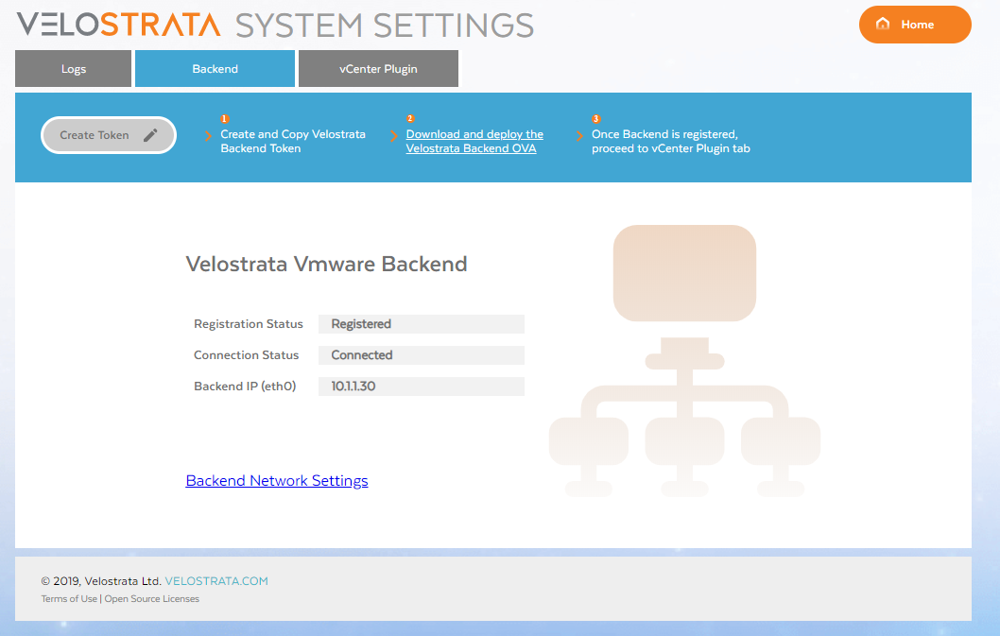 VELOSTRATA SYSTEM SETTINGS
Home
Logs
Backend
vCenter Plugin
Create Token
1
Create and Copy Velostrata
Backend Token
2
Download and deploy the
Velostrata Backend OVA
3
Once Backend is registered,
proceed to vCenter Plugin tab
Velostrata Vmware Backend
Registration Status Registered
Connection Status Connected
Backend IP (eth0) 10.1.1.30
Backend Network Settings
© 2019, Velostrata Ltd. VELOSTRATA.COM
Terms of Use | Open Source Licenses